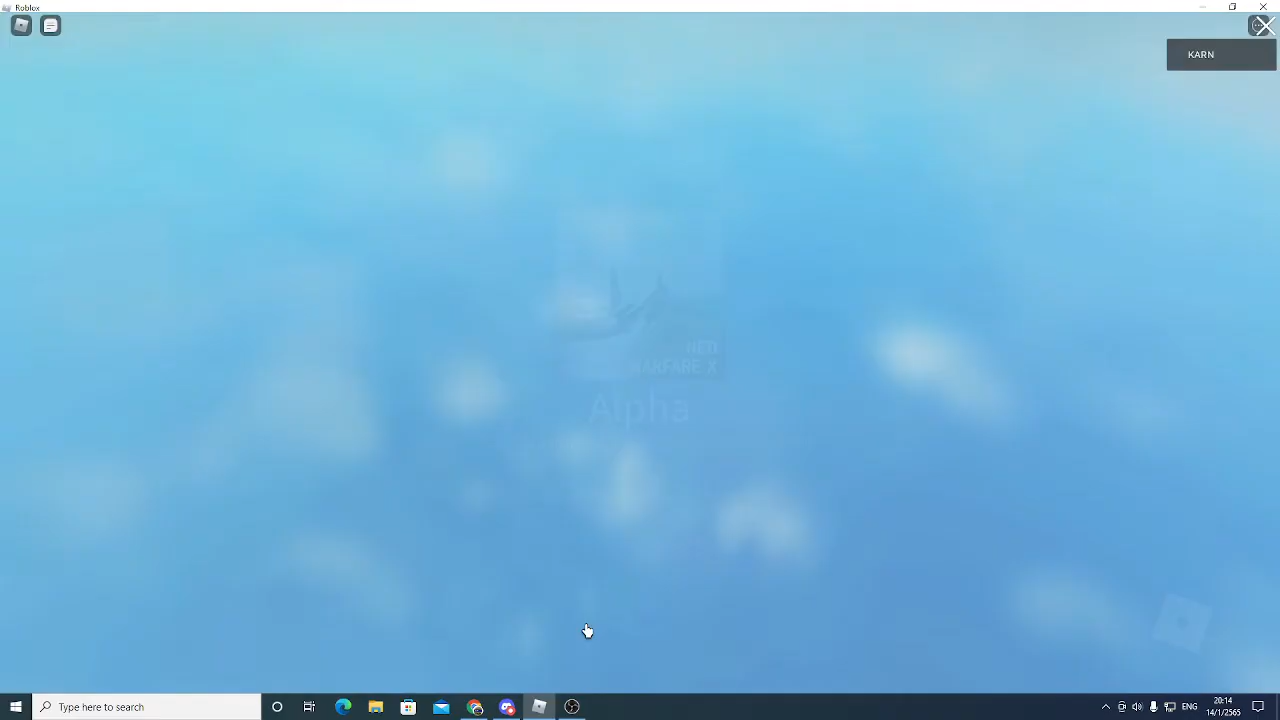 Roblox
KARN
NEO
WARFARE X
Alpha
Type here to search
ENG
20:14
14/1/2565